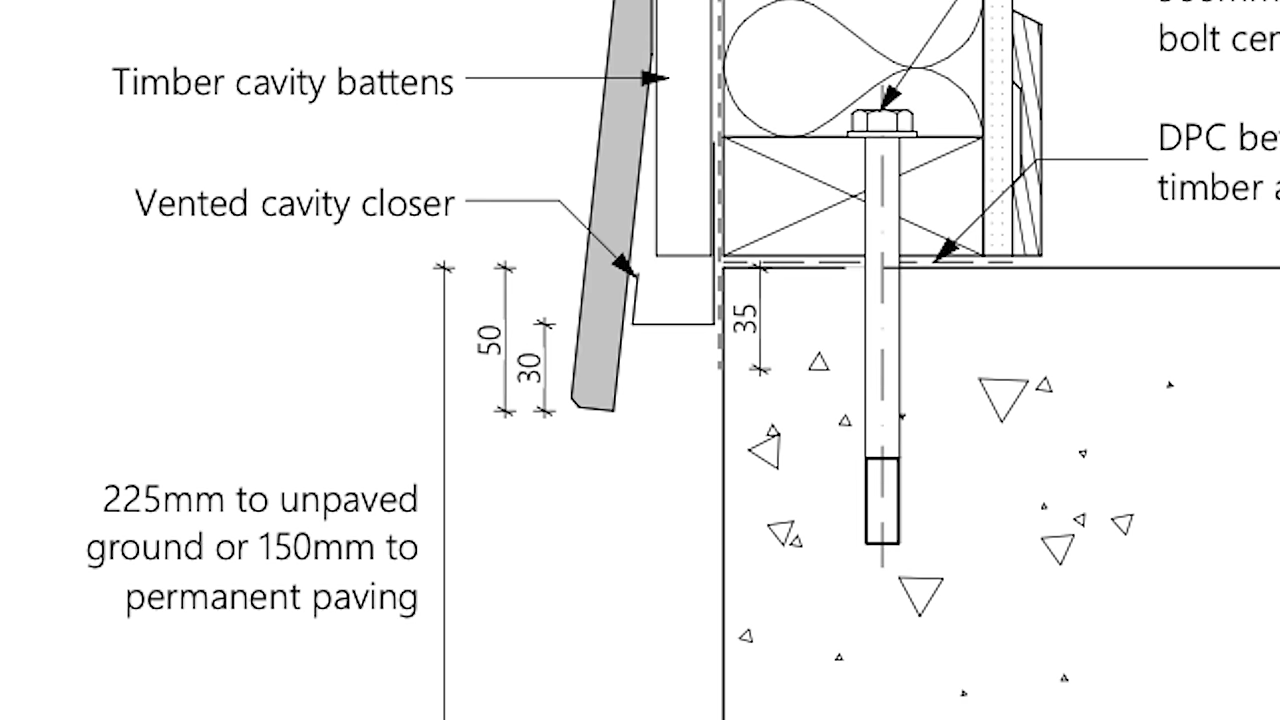 bolt cen
Timber cavity battens
DPC be
timber a
Vented cavity closer
35
50
30
225mm to unpaved
ground or 150mm to
permanent paving